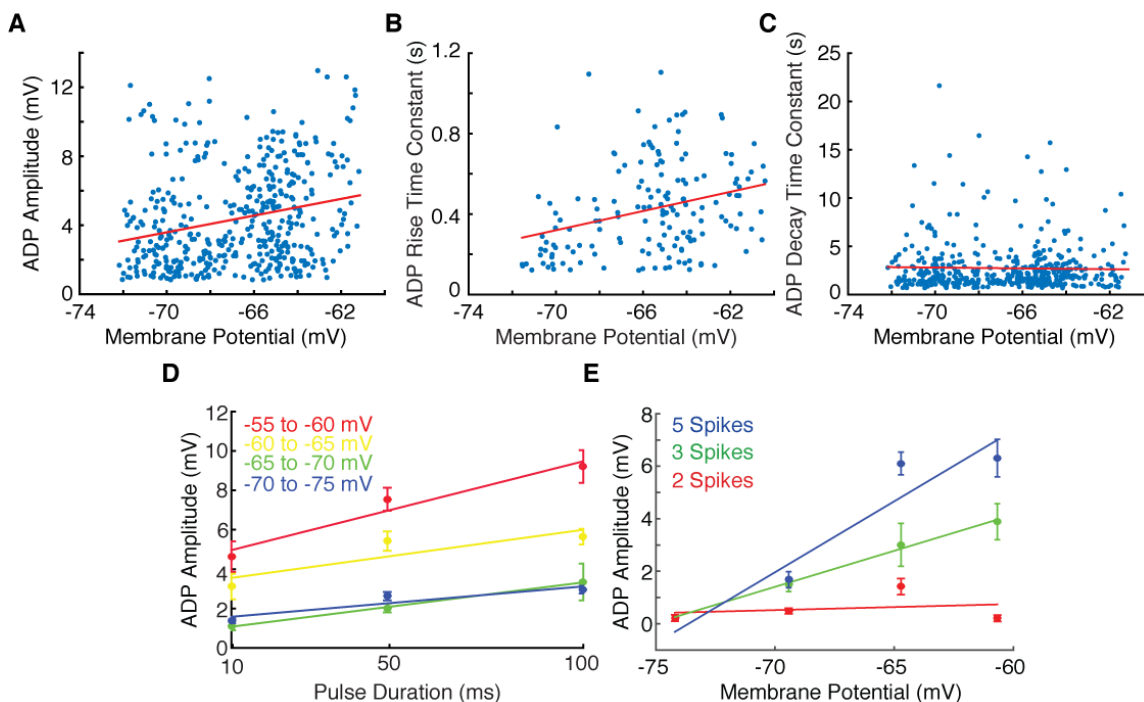 A
ADP Amplitude (mV)
12
8
4
0
-74
-70
-66
-62
Membrane Potential (mV)
B
ADP Rise Time Constant (s)
1.2
0.8
0.4
0
-74
-70
-66
-62
Membrane Potential (mV)
C
ADP Decay Time Constant (s)
25
20
15
10
5
0
-74
-70
-66
-62
Membrane Potential (mV)
D
ADP Amplitude (mV)
12
10
8
6
4
2
0
-55 to -60 mV
-60 to -65 mV
-65 to -70 mV
-70 to -75 mV
10
50
100
Pulse Duration (ms)
E
ADP Amplitude (mV)
8
6
4
2
0
5 Spikes
3 Spikes
2 Spikes
-75
-70
-65
-60
Membrane Potential (mV)